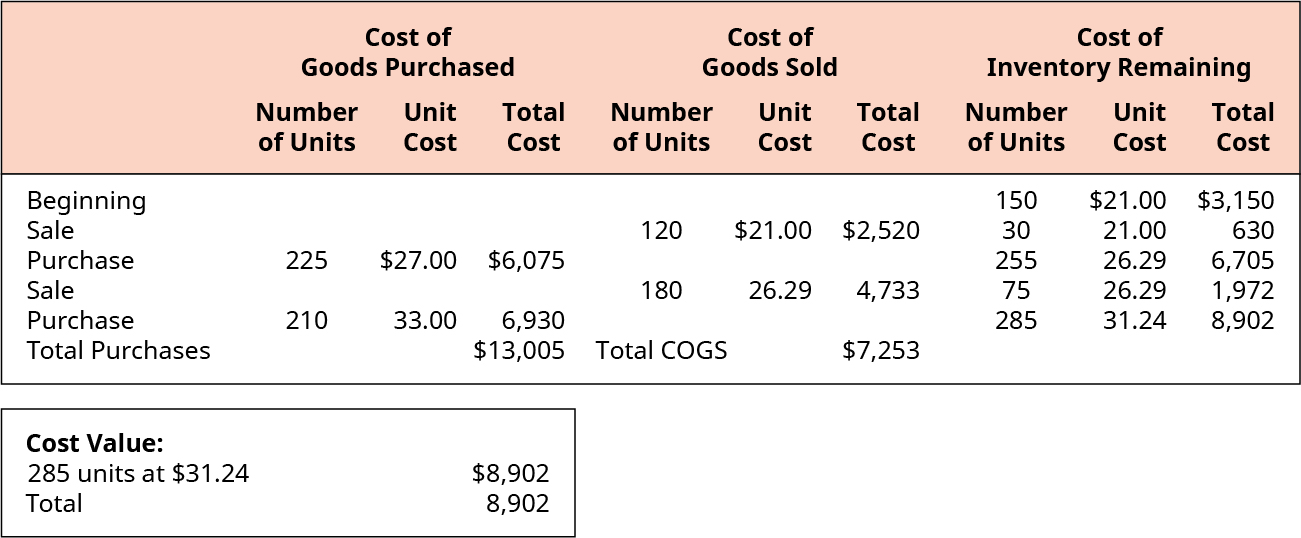 Cost of Cost of Cost of
Goods Purchased Goods Sold Inventory Remaining
Number Unit Total Number Unit Total Number Unit Total
of Units Cost Cost of Units Cost Cost of Units Cost Cost
Beginning 150 $21.00 $3,150
Sale 120 $21.00 $2,520 30 21.00 630
Purchase 225 $27.00 $6,075 255 26.29 6,705
Sale 180 26.29 4,733 75 26.29 1,972
Purchase 210 33.00 6,930 285 31.24 8,902
Total Purchases $13,005 Total COGS $7,253
Cost Value:
285 units at $31.24 $8,902
Total 8,902